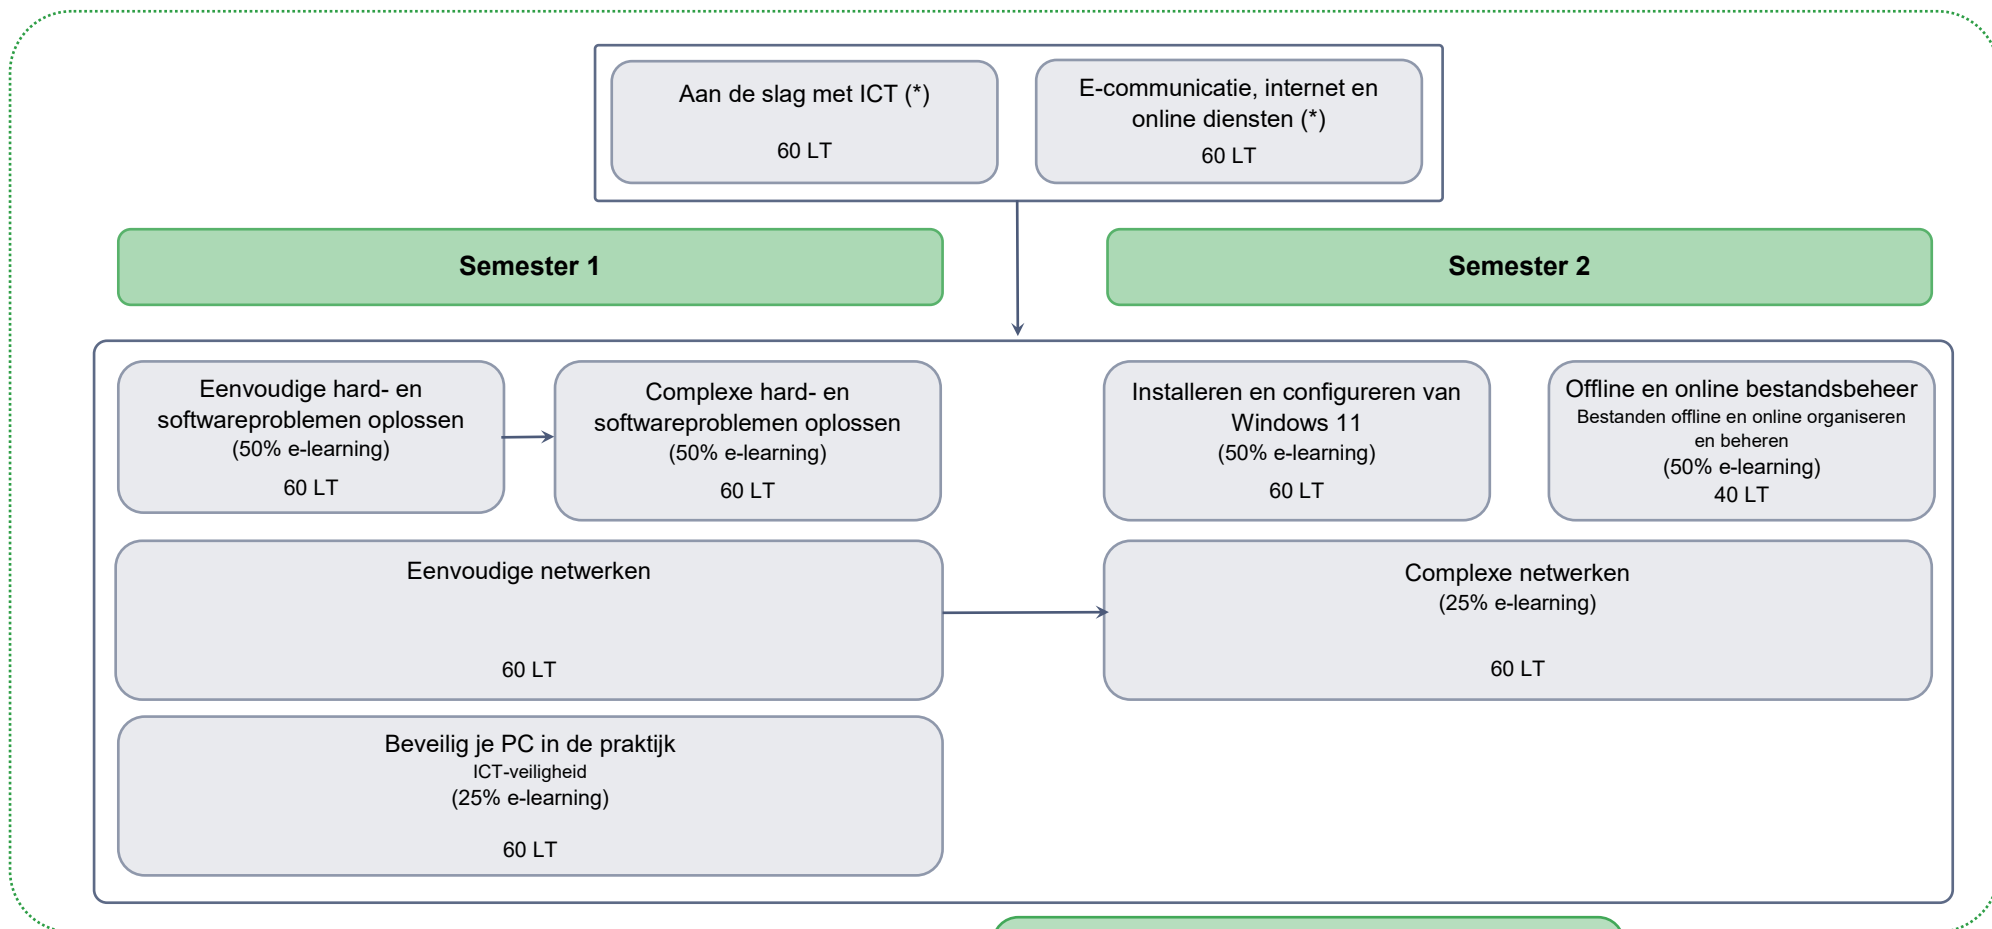 Aan de slag met ICT (*)
60 LT
E-communicatie, internet en
online diensten (*)
60 LT
Semester 1
Semester 2
Eenvoudige hard- en
softwareproblemen oplossen
(50% e-learning)
60 LT
Complexe hard- en
softwareproblemen oplossen
(50% e-learning)
60 LT
Installeren en configureren van
Windows 11
(50% e-learning)
60 LT
Offline en online bestandsbeheer
Bestanden offline en online organiseren
en beheren
(50% e-learning)
40 LT
Eenvoudige netwerken
60 LT
Complexe netwerken
(25% e-learning)
60 LT
Beveilig je PC in de praktijk
ICT-veiligheid
(25% e-learning)
60 LT